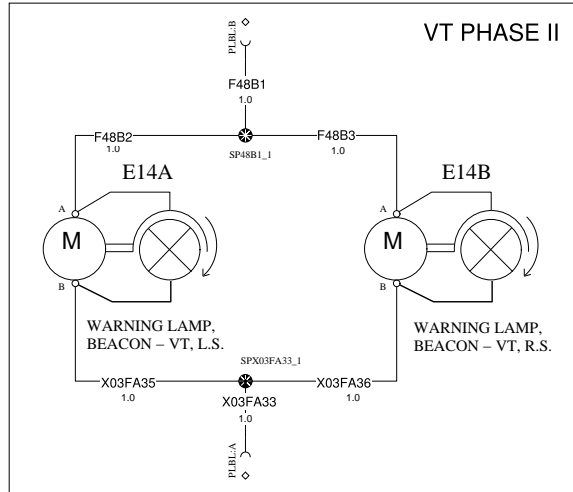 VT PHASE II
PLBL:B
F48B1
1.0
F48B2
1.0
F48B3
1.0
SP48B1_1
E14A
E14B
A
A
M
M
B
B
WARNING LAMP,
BEACON – VT, L.S.
WARNING LAMP,
BEACON – VT, R.S.
SPX03FA33_1
X03FA35
1.0
X03FA36
1.0
X03FA33
1.0
PLBL:A